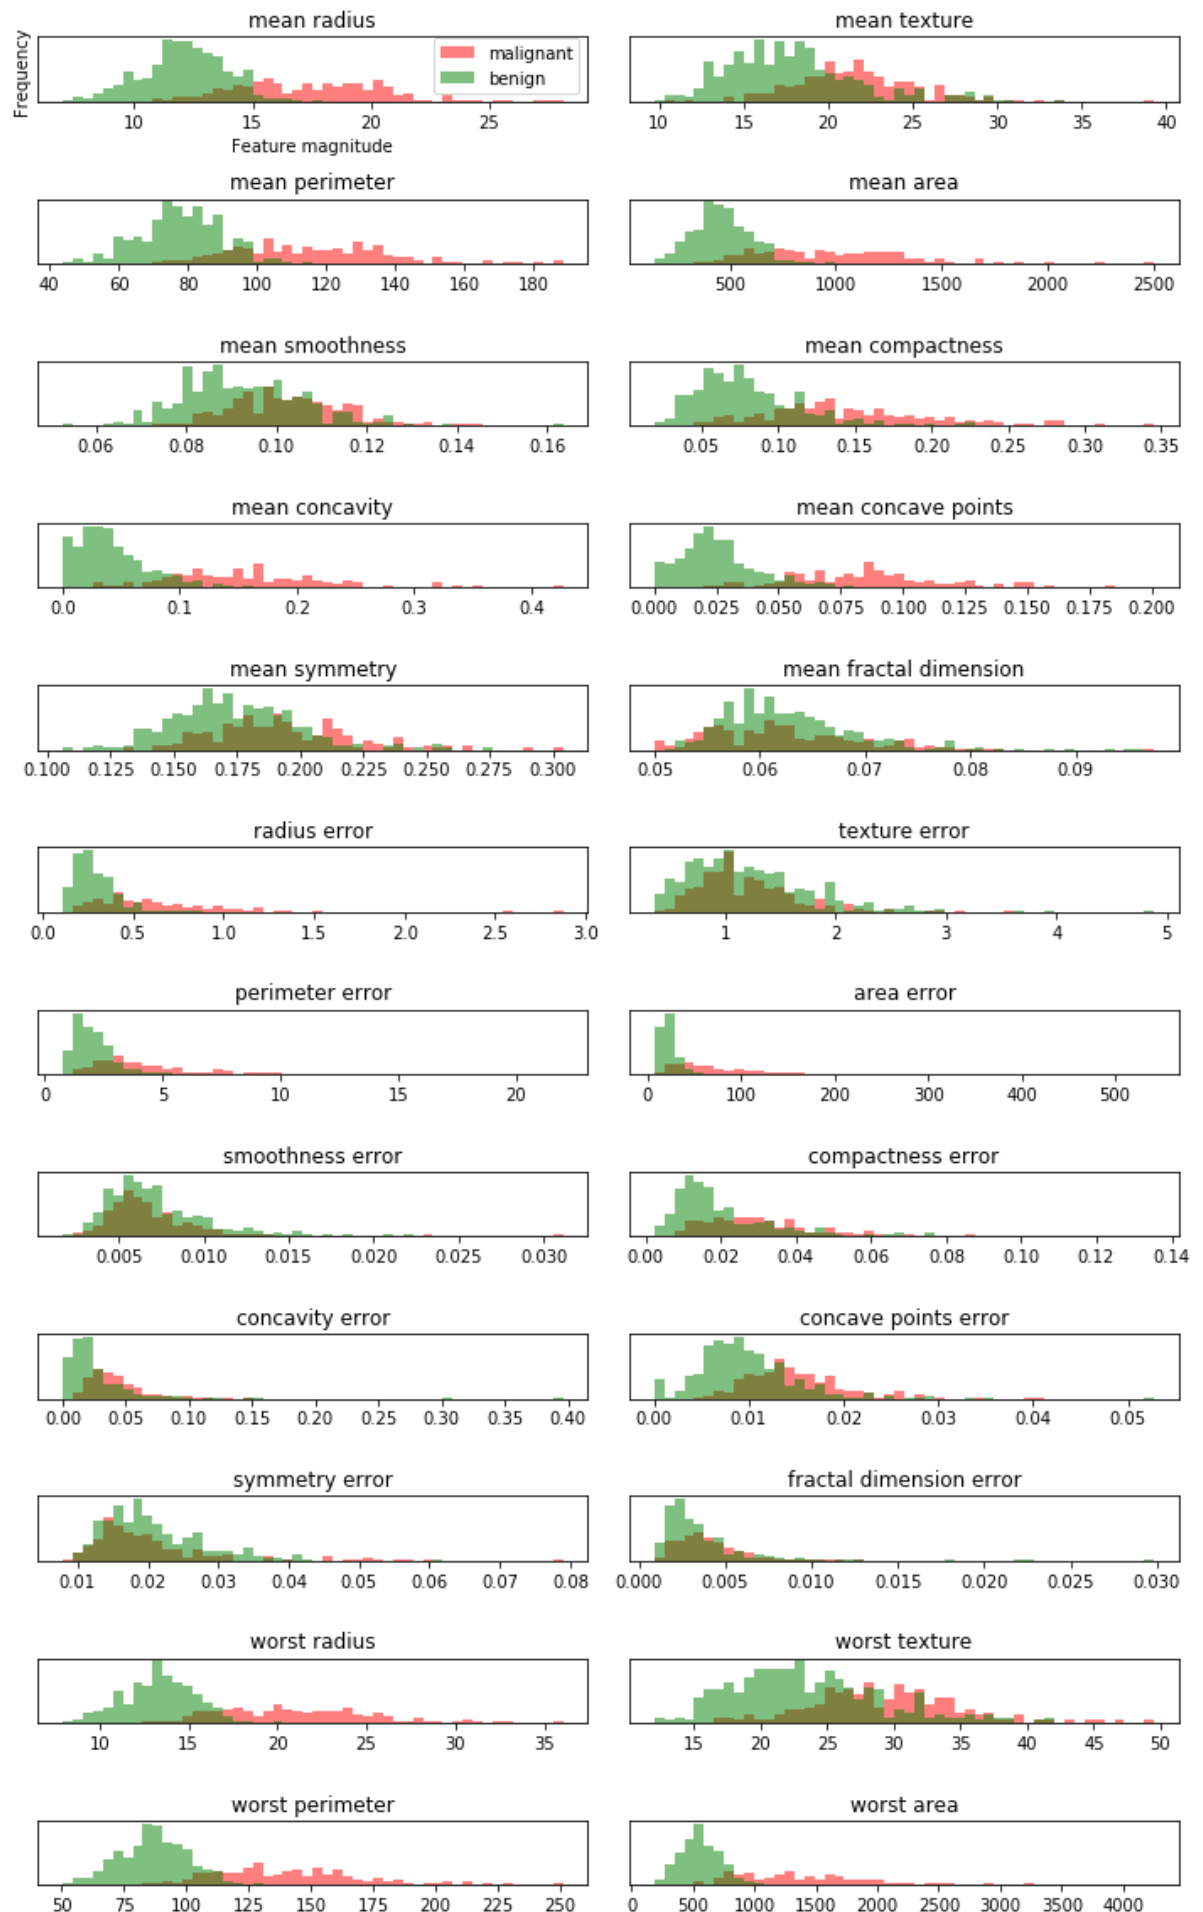 mean radius
mean texture
Frequency
malignant
benign
10 15 20 25
10 15 20 25 30 35 40
Feature magnitude
mean perimeter
mean area
40 60 80 100 120 140 160 180
500 1000 1500 2000 2500
mean smoothness
mean compactness
0.06 0.08 0.10 0.12 0.14 0.16
0.05 0.10 0.15 0.20 0.25 0.30 0.35
mean concavity
mean concave points
0.0 0.1 0.2 0.3 0.4
0.000 0.025 0.050 0.075 0.100 0.125 0.150 0.175 0.200
mean symmetry
mean fractal dimension
0.100 0.125 0.150 0.175 0.200 0.225 0.250 0.275 0.300
0.05 0.06 0.07 0.08 0.09
radius error
texture error
0.0 0.5 1.0 1.5 2.0 2.5 3.0
1 2 3 4 5
perimeter error
area error
0 5 10 15 20
0 100 200 300 400 500
smoothness error
compactness error
0.005 0.010 0.015 0.020 0.025 0.030
0.00 0.02 0.04 0.06 0.08 0.10 0.12 0.14
concavity error
concave points error
0.00 0.05 0.10 0.15 0.20 0.25 0.30 0.35 0.40
0.00 0.01 0.02 0.03 0.04 0.05
symmetry error
fractal dimension error
0.01 0.02 0.03 0.04 0.05 0.06 0.07 0.08
0.000 0.005 0.010 0.015 0.020 0.025 0.030
worst radius
worst texture
10 15 20 25 30 35
15 20 25 30 35 40 45 50
worst perimeter
worst area
50 75 100 125 150 175 200 225 250
0 500 1000 1500 2000 2500 3000 3500 4000